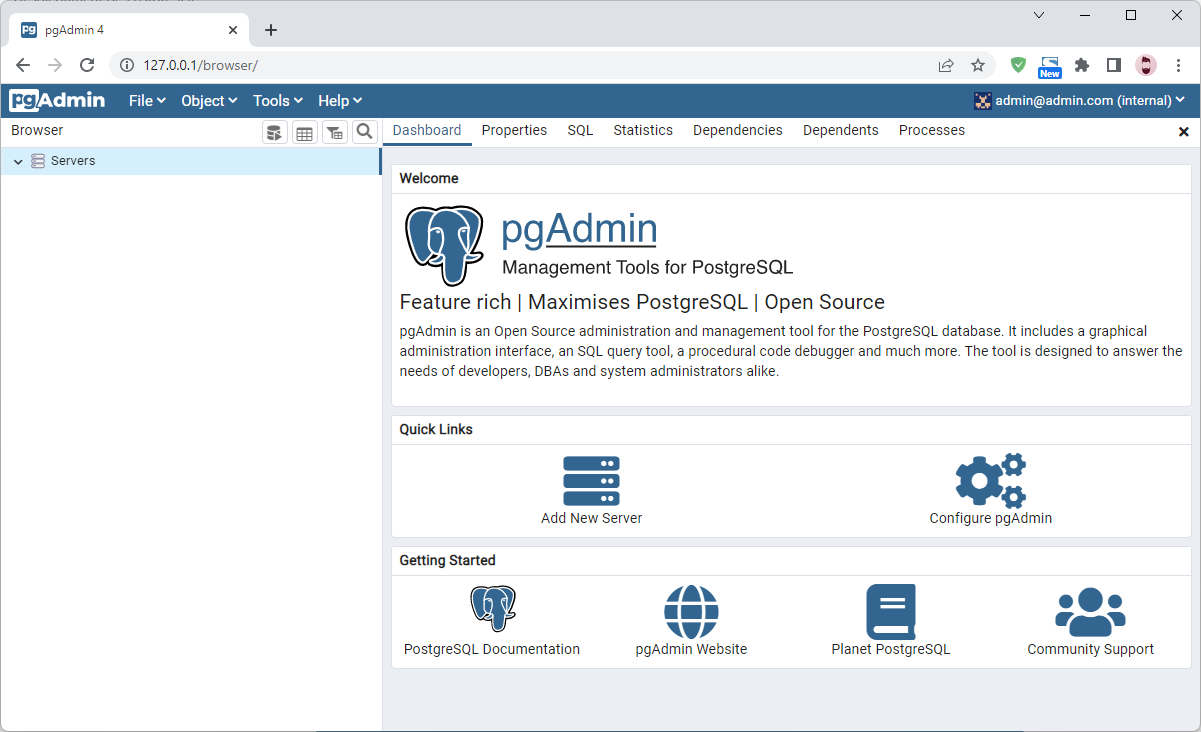 pgAdmin 4
127.0.0.1/browser/
New
pgAdmin File Object Tools Help admin@admin.com (internal)
Browser
Dashboard Properties SQL Statistics Dependencies Dependents Processes
Servers
Welcome
pgAdmin
Management Tools for PostgreSQL
Feature rich | Maximises PostgreSQL | Open Source
pgAdmin is an Open Source administration and management tool for the PostgreSQL database. It includes a graphical
administration interface, an SQL query tool, a procedural code debugger and much more. The tool is designed to answer the
needs of developers, DBAs and system administrators alike.
Quick Links
Add New Server Configure pgAdmin
Getting Started
PostgreSQL Documentation pgAdmin Website Planet PostgreSQL Community Support